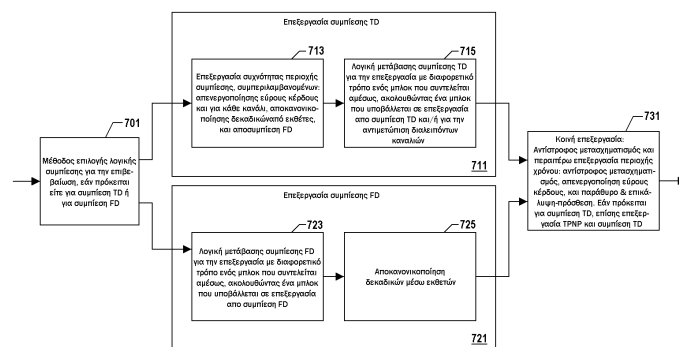 Επεξεργασία συμπίεσης TD
713
Επεξεργασία συχνότητας περιοχής
συμπίεσης, συμπεριλαμβανομένων:
απενεργοποίησης εύρους κέρδους
και για κάθε κανάλι, αποκανονικο-
ποίησης δεκαδικώναπό εκθέτες,
και αποσυμπίεση FD
715
Λογική μετάβασης συμπίεσης TD
για την επεξεργασία με διαφορετικό
τρόπο ενός μπλοκ που συντελείται
αμέσως, ακολουθώντας ένα μπλοκ
που υποβάλλεται σε επεξεργασία
απο συμπίεση TD και/ή για την
αντιμετώπιση διαλειπόντων
καναλιών
711
701
Μέθοδος επιλογής λογικής
συμπίεσης για την επιβε-
βαίωση, εάν πρόκειται
είτε για συμπίεση TD ή
για συμπίεση FD
731
Κοινή επεξεργασία:
Αντίστροφος μετασχηματισμός και
περαιτέρω επεξεργασία περιοχής
χρόνου: αντίστροφος μετασχηματι-
σμός, απενεργοποίηση εύρους
κέρδους, και παράθυρο & επικά-
λυψη-πρόσθεση. Εάν πρόκειται
για συμπίεση TD, επίσης επεξερ-
γασία TPNP και συμπίεση TD
Επεξεργασία συμπίεσης FD
723
Λογική μετάβασης συμπίεσης FD
για την επεξεργασία με διαφορετικό
τρόπο ενός μπλοκ που συντελείται
αμέσως, ακολουθώντας ένα μπλοκ
που υποβάλλεται σε επεξεργασία
απο συμπίεση FD
725
Αποκανονικοποίηση
δεκαδικών μέσω εκθετών
721